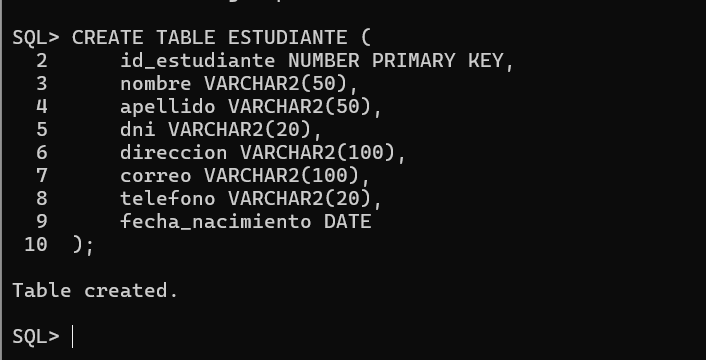 SQL> CREATE TABLE ESTUDIANTE (
  2      id_estudiante NUMBER PRIMARY KEY,
  3      nombre VARCHAR2(50),
  4      apellido VARCHAR2(50),
  5      dni VARCHAR2(20),
  6      direccion VARCHAR2(100),
  7      correo VARCHAR2(100),
  8      telefono VARCHAR2(20),
  9      fecha_nacimiento DATE
 10  );
Table created.
SQL>